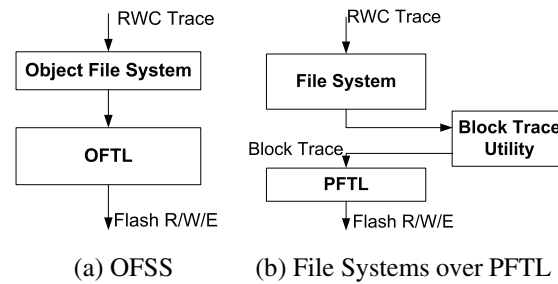 RWC Trace
Object File System
OFTL
Flash R/W/E
(a) OFSS
RWC Trace
File System
Block Trace
Utility
Block Trace
PFTL
Flash R/W/E
(b) File Systems over PFTL